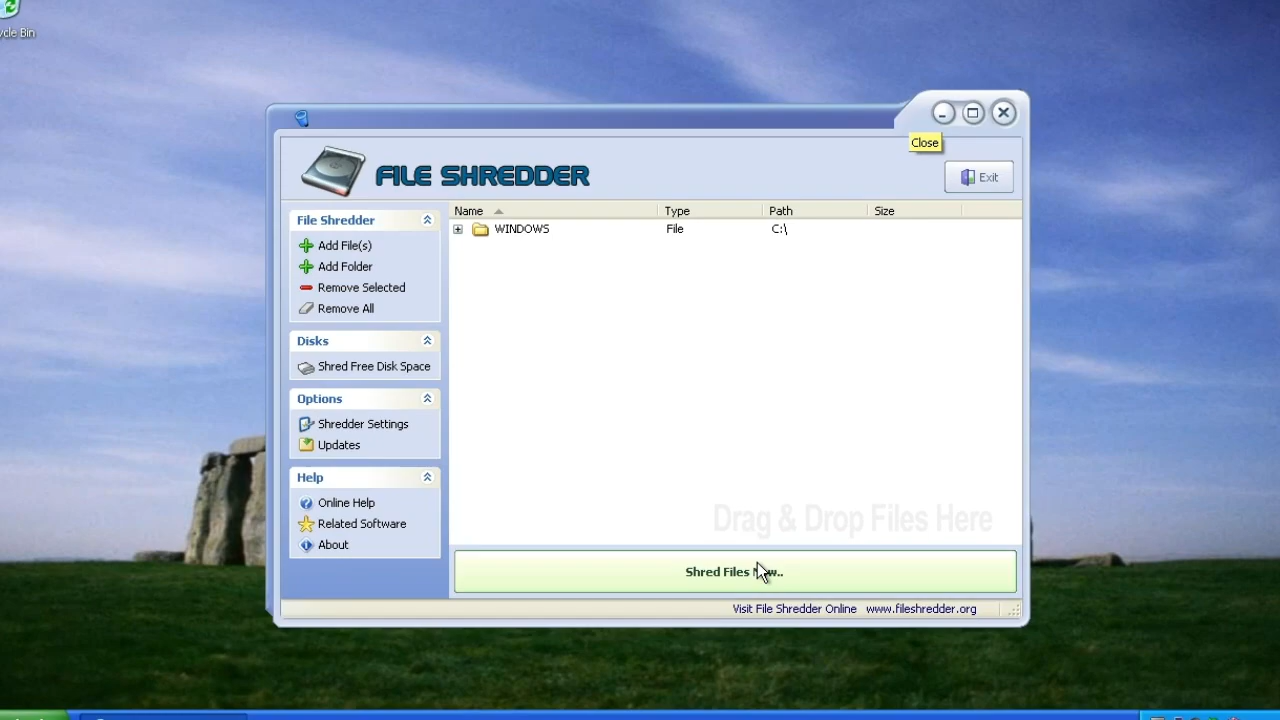 ycle Bin
Close
FILE SHREDDER
Exit
File Shredder
Add File(s)
Add Folder
Remove Selected
Remove All
Disks
Shred Free Disk Space
Options
Shredder Settings
Updates
Help
Online Help
Related Software
About
Name Type Path Size
WINDOWS File C:\
Drag & Drop Files Here
Shred Files N w..
Visit File Shredder Online www.fileshredder.org